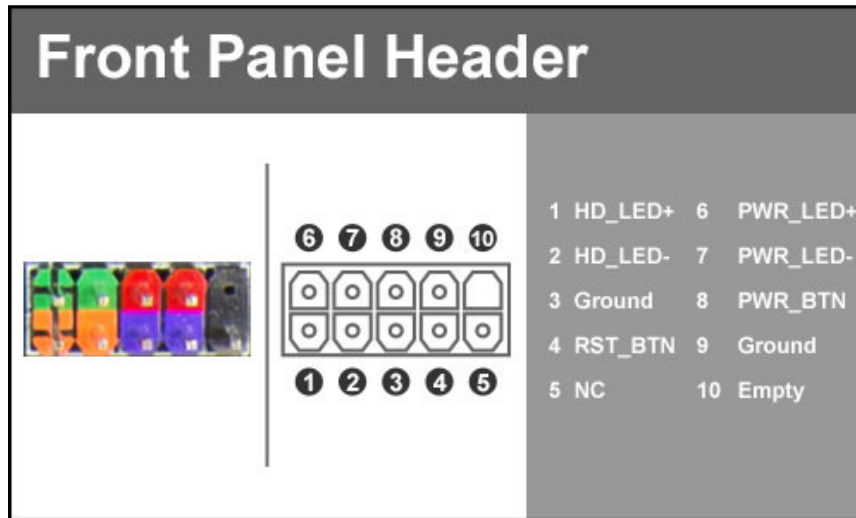 Front Panel Header
6 7 8 9 10
1 2 3 4 5
1 HD_LED+ 6 PWR_LED+
2 HD_LED- 7 PWR_LED-
3 Ground 8 PWR_BTN
4 RST_BTN 9 Ground
5 NC 10 Empty